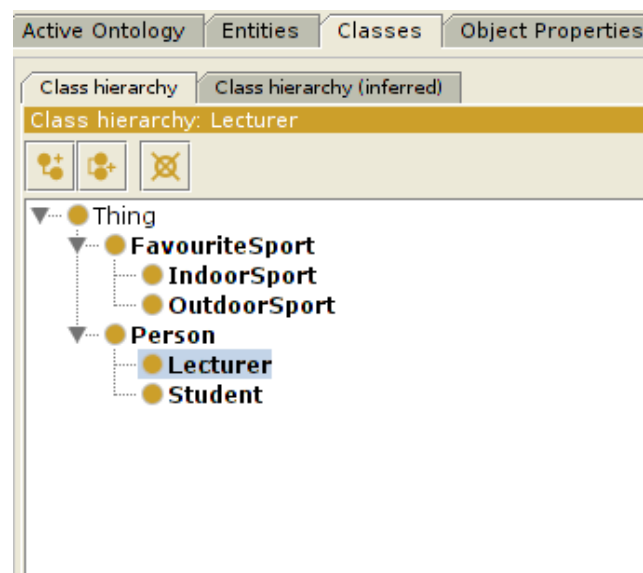 Active Ontology Entities Classes Object Properties
Class hierarchy Class hierarchy (inferred)
Class hierarchy: Lecturer
Thing
FavouriteSport
IndoorSport
OutdoorSport
Person
Lecturer
Student